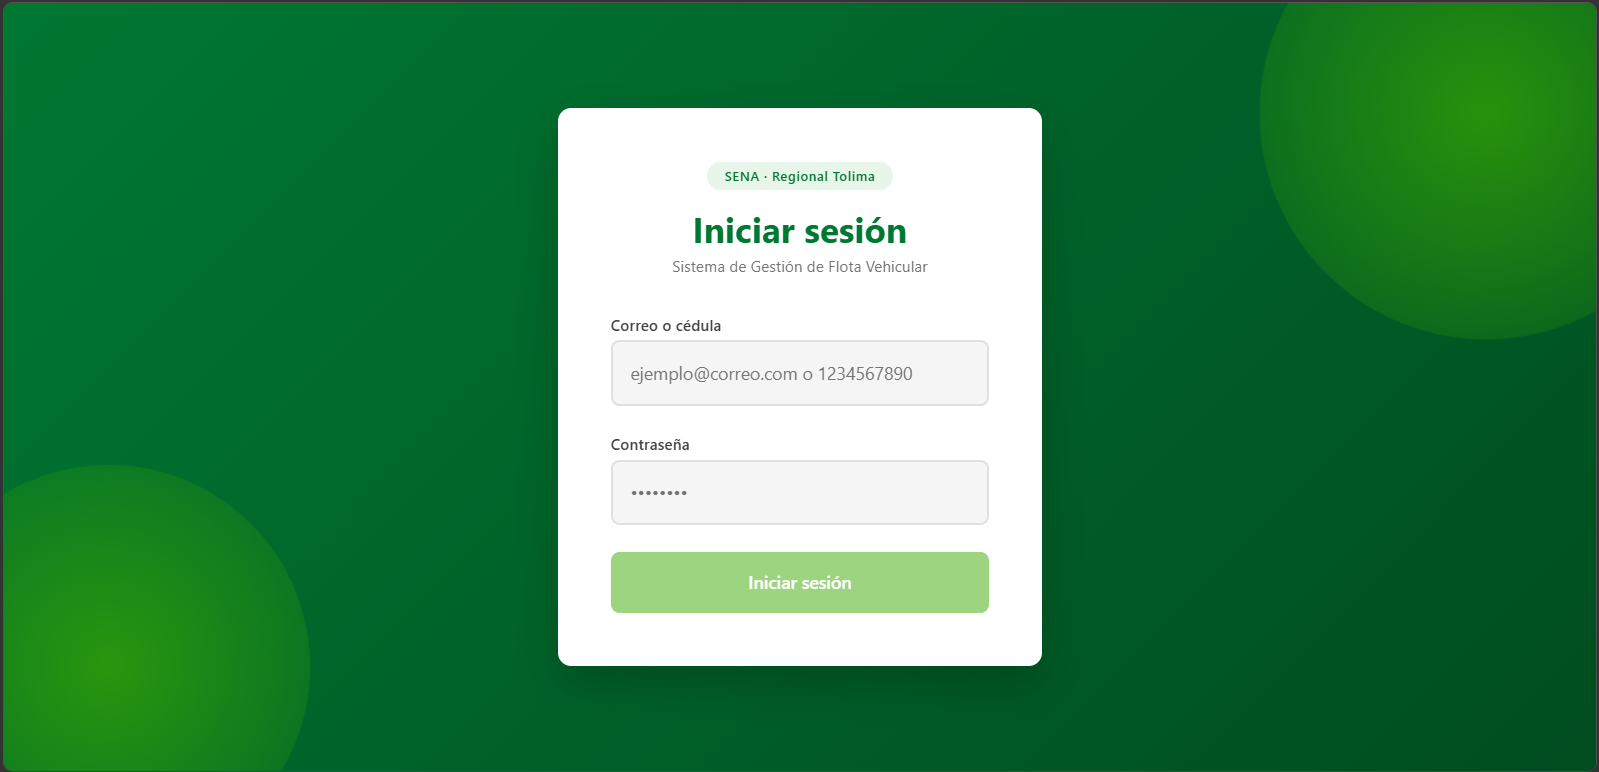 SENA · Regional Tolima
Iniciar sesión
Sistema de Gestión de Flota Vehicular
Correo o cédula
ejemplo@correo.com o 1234567890
Contraseña
••••••••
Iniciar sesión